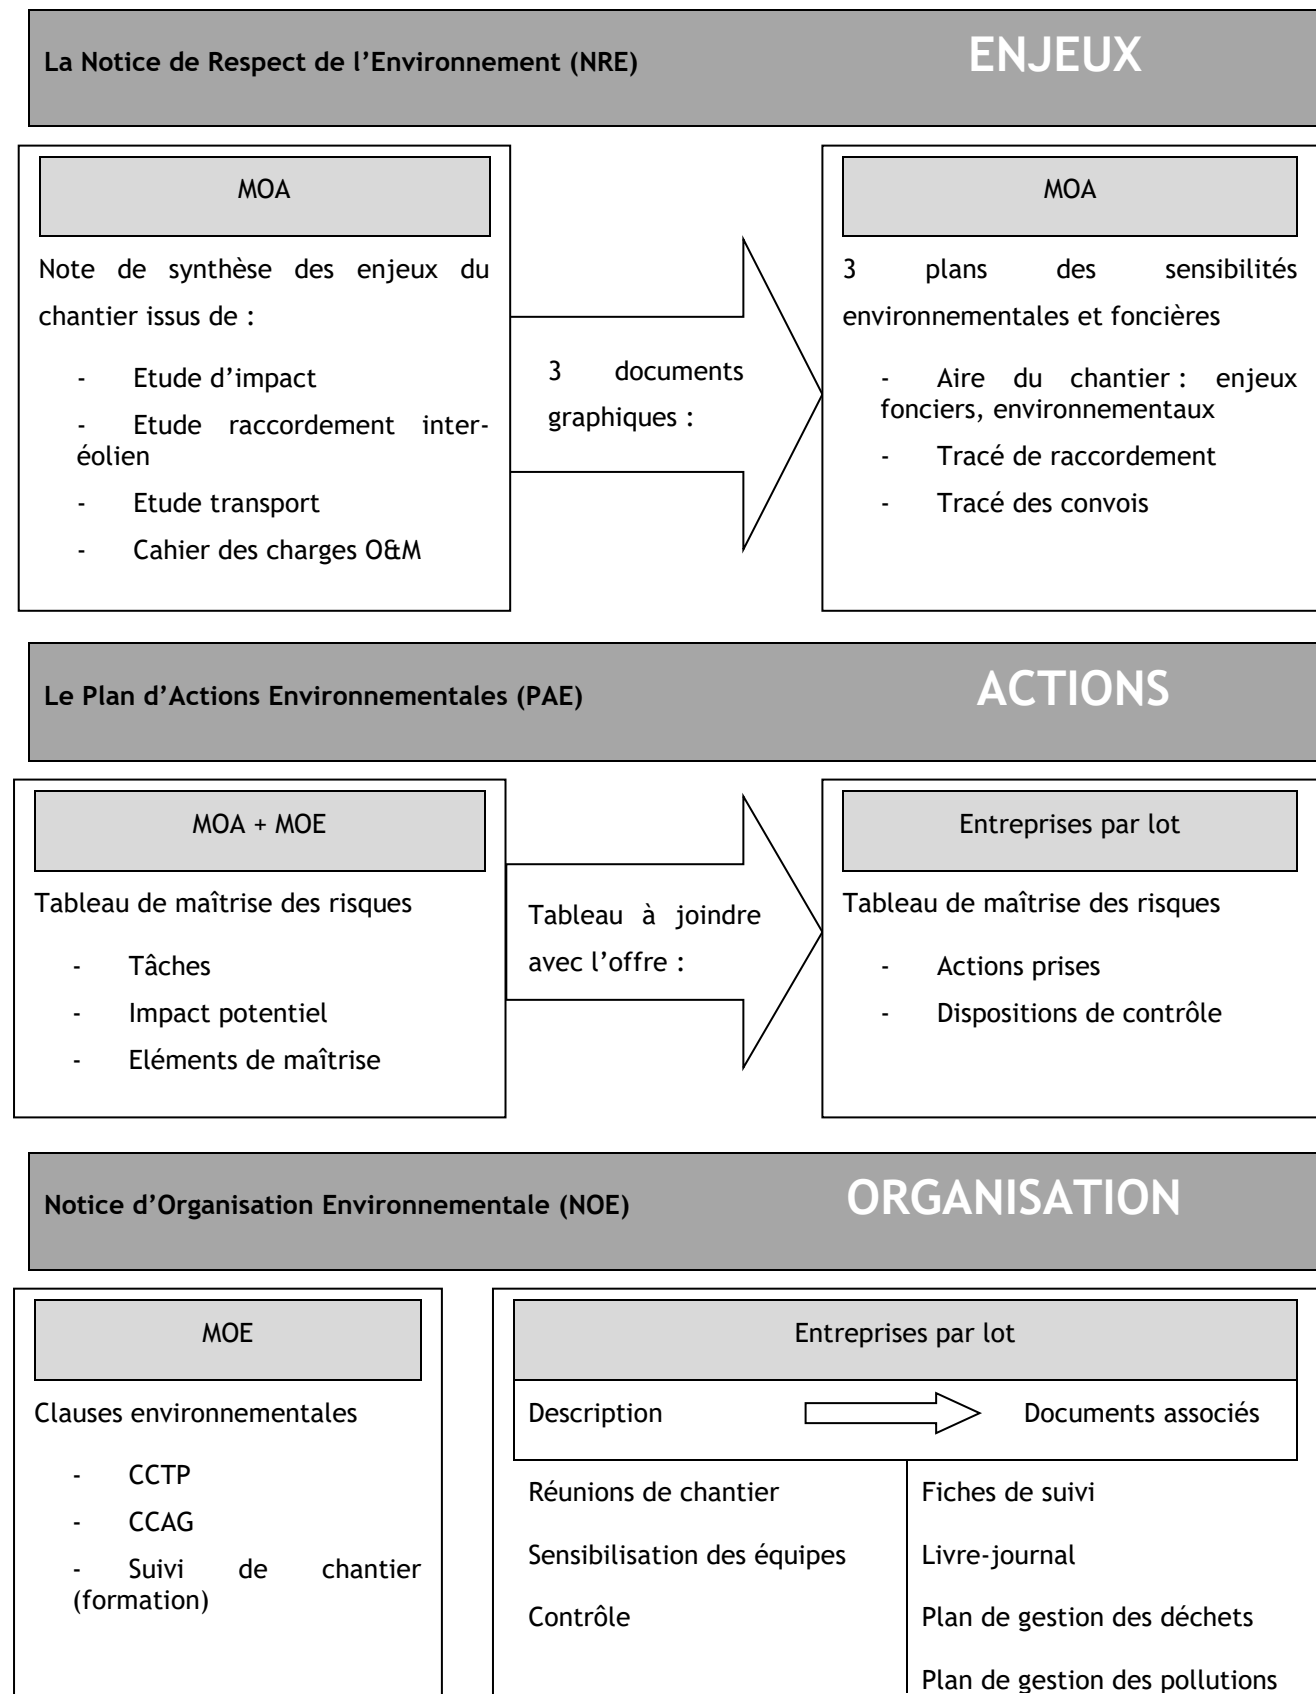 La Notice de Respect de l’Environnement (NRE) ENJEUX
MOA
Note de synthèse des enjeux du
chantier issus de :
- Etude d’impact
- Etude raccordement inter-
éolien
- Etude transport
- Cahier des charges O&M
3 documents
graphiques :
MOA
3 plans des sensibilités
environnementales et foncières
- Aire du chantier : enjeux
fonciers, environnementaux
- Tracé de raccordement
- Tracé des convois
Le Plan d’Actions Environnementales (PAE) ACTIONS
MOA + MOE
Tableau de maîtrise des risques
- Tâches
- Impact potentiel
- Eléments de maîtrise
Tableau à joindre
avec l’offre :
Entreprises par lot
Tableau de maîtrise des risques
- Actions prises
- Dispositions de contrôle
Notice d’Organisation Environnementale (NOE) ORGANISATION
MOE
Clauses environnementales
- CCTP
- CCAG
- Suivi de chantier
(formation)
Entreprises par lot
Description Documents associés
Réunions de chantier
Sensibilisation des équipes
Contrôle
Fiches de suivi
Livre-journal
Plan de gestion des déchets
Plan de gestion des pollutions